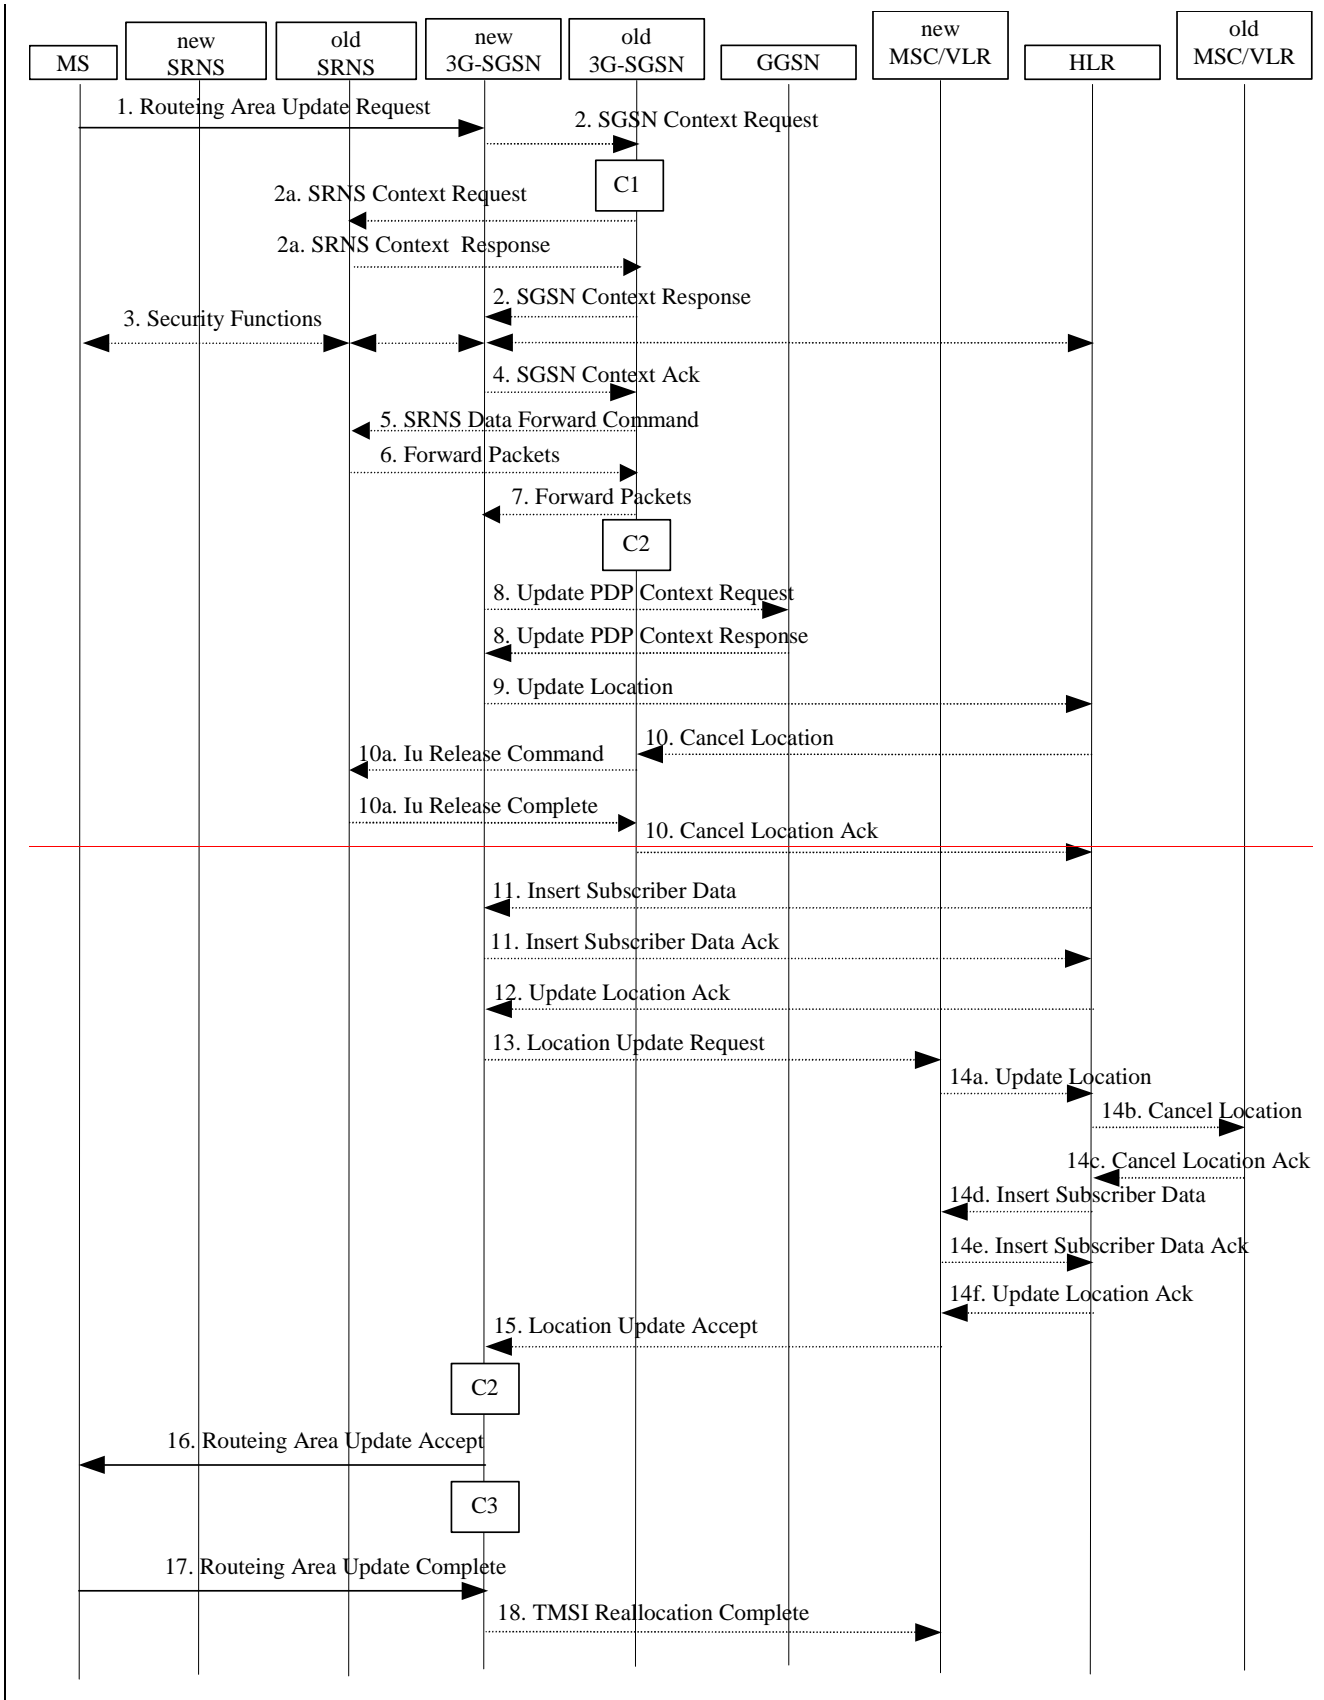 MS
new
SRNS
old
SRNS
new
3G-SGSN
old
3G-SGSN
GGSN
new
MSC/VLR
HLR
old
MSC/VLR
1. Routeing Area Update Request
2. SGSN Context Request
C1
2a. SRNS Context Request
2a. SRNS Context Response
2. SGSN Context Response
3. Security Functions
4. SGSN Context Ack
5. SRNS Data Forward Command
6. Forward Packets
7. Forward Packets
C2
8. Update PDP Context Request
8. Update PDP Context Response
9. Update Location
10. Cancel Location
10a. Iu Release Command
10a. Iu Release Complete
10. Cancel Location Ack
11. Insert Subscriber Data
11. Insert Subscriber Data Ack
12. Update Location Ack
13. Location Update Request
14a. Update Location
14b. Cancel Location
14c. Cancel Location Ack
14d. Insert Subscriber Data
14e. Insert Subscriber Data Ack
14f. Update Location Ack
15. Location Update Accept
C2
16. Routeing Area Update Accept
C3
17. Routeing Area Update Complete
18. TMSI Reallocation Complete